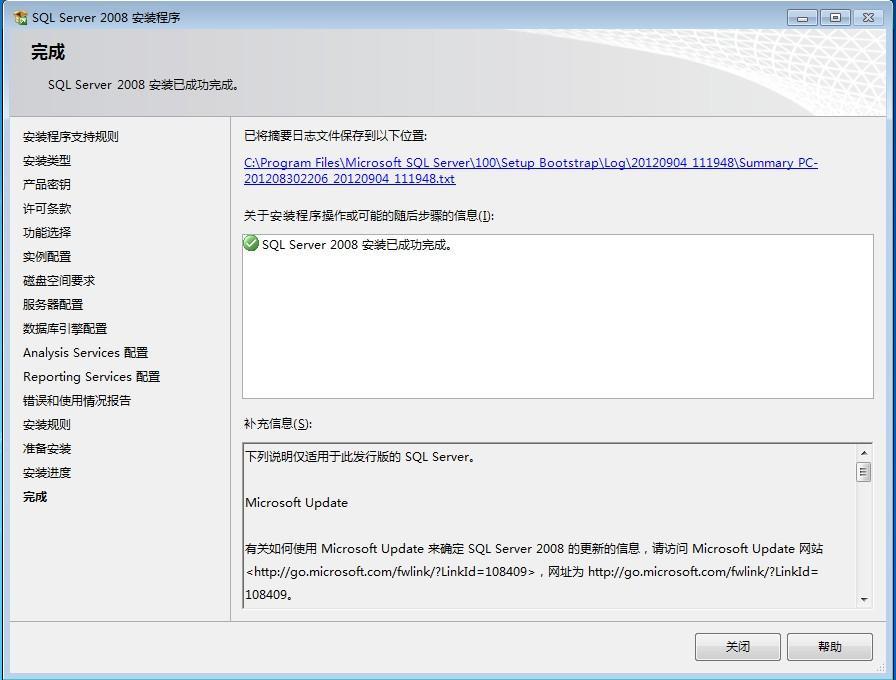 SQL Server 2008 安装程序
完成
SQL Server 2008 安装已成功完成。
安装程序支持规则
安装类型
产品密钥
许可条款
功能选择
实例配置
磁盘空间要求
服务器配置
数据库引擎配置
Analysis Services 配置
Reporting Services 配置
错误和使用情况报告
安装规则
准备安装
安装进度
完成
已将摘要日志文件保存到以下位置:
C:\Program Files\Microsoft SQL Server\100\Setup Bootstrap\Log\20120904_111948\Summary_PC-
201208302206_20120904_111948.txt
关于安装程序操作或可能的随后步骤的信息(I):
SQL Server 2008 安装已成功完成。
补充信息(S):
下列说明仅适用于此发行版的 SQL Server。
Microsoft Update
有关如何使用 Microsoft Update 来确定 SQL Server 2008 的更新的信息，请访问 Microsoft Update 网站
<http://go.microsoft.com/fwlink/?LinkId=108409>，网址为 http://go.microsoft.com/fwlink/?LinkId=
108409。
关闭
帮助